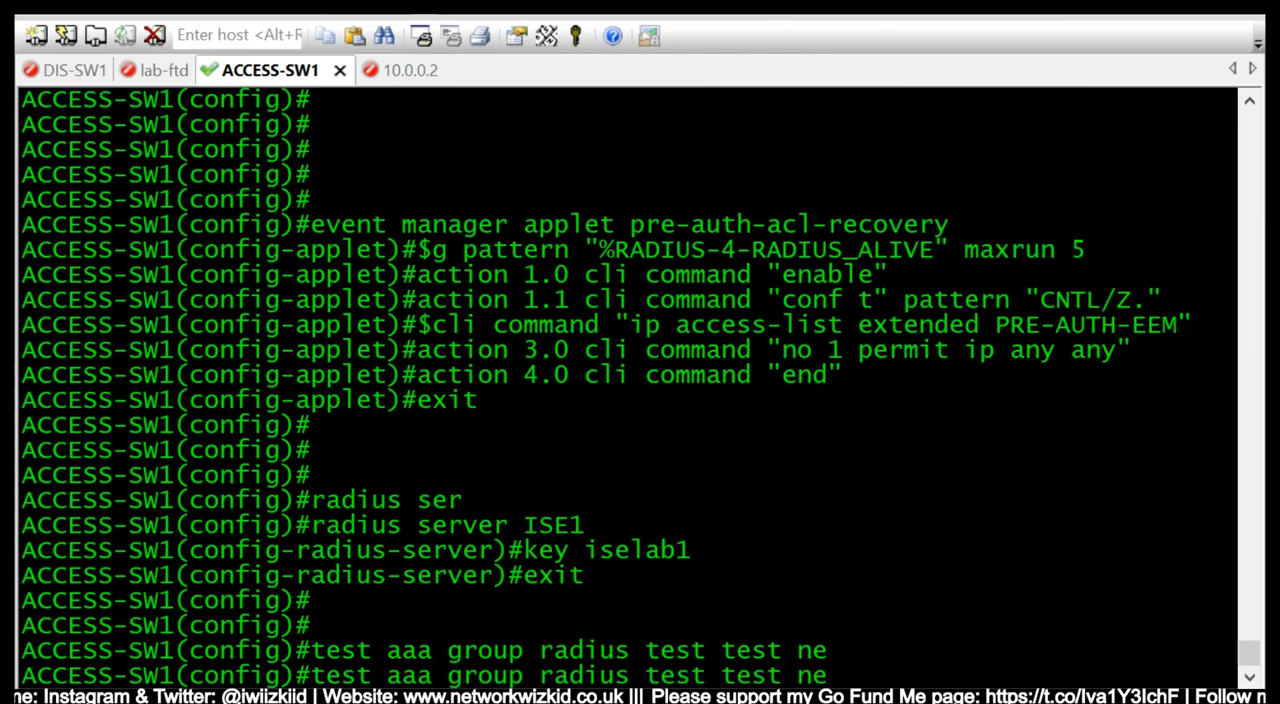 Enter host <Alt+R
DIS-SW1 lab-ftd ACCESS-SW1 10.0.0.2
ACCESS-SW1(config)#
ACCESS-SW1(config)#
ACCESS-SW1(config)#
ACCESS-SW1(config)#
ACCESS-SW1(config)#
ACCESS-SW1(config)#event manager applet pre-auth-acl-recovery
ACCESS-SW1(config-applet)#$g pattern "%RADIUS-4-RADIUS_ALIVE" maxrun 5
ACCESS-SW1(config-applet)#action 1.0 cli command "enable"
ACCESS-SW1(config-applet)#action 1.1 cli command "conf t" pattern "CNTL/Z."
ACCESS-SW1(config-applet)#$cli command "ip access-list extended PRE-AUTH-EEM"
ACCESS-SW1(config-applet)#action 3.0 cli command "no 1 permit ip any any"
ACCESS-SW1(config-applet)#action 4.0 cli command "end"
ACCESS-SW1(config-applet)#exit
ACCESS-SW1(config)#
ACCESS-SW1(config)#
ACCESS-SW1(config)#
ACCESS-SW1(config)#radius ser
ACCESS-SW1(config)#radius server ISE1
ACCESS-SW1(config-radius-server)#key iselab1
ACCESS-SW1(config-radius-server)#exit
ACCESS-SW1(config)#
ACCESS-SW1(config)#
ACCESS-SW1(config)#test aaa group radius test test ne
ACCESS-SW1(config)#test aaa group radius test test ne
ne: Instagram & Twitter: @iwiizkiid | Website: www.networkwizkid.co.uk ||| Please support my Go Fund Me page: https://t.co/Iva1Y3IchF | Follow